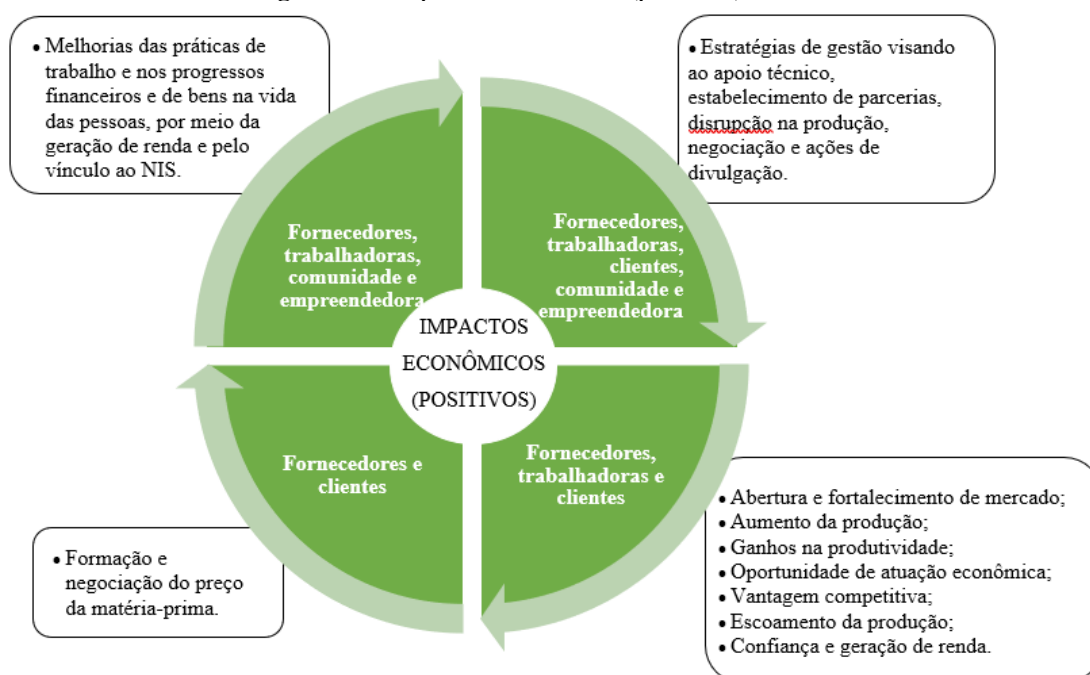 • Melhorias das práticas de
trabalho e nos progressos
financeiros e de bens na vida
das pessoas, por meio da
geração de renda e pelo
vínculo ao NIS.
• Estratégias de gestão visando
ao apoio técnico,
estabelecimento de parcerias,
disrupção na produção,
negociação e ações de
divulgação.
Fornecedores,
trabalhadoras,
comunidade e
empreendedora
Fornecedores,
trabalhadoras,
clientes,
comunidade e
empreendedora
IMPACTOS
ECONÔMICOS
(POSITIVOS)
Fornecedores e
clientes
Fornecedores,
trabalhadoras e
clientes
• Formação e
negociação do preço
da matéria-prima.
• Abertura e fortalecimento de mercado;
• Aumento da produção;
• Ganhos na produtividade;
• Oportunidade de atuação econômica;
• Vantagem competitiva;
• Escoamento da produção;
• Confiança e geração de renda.